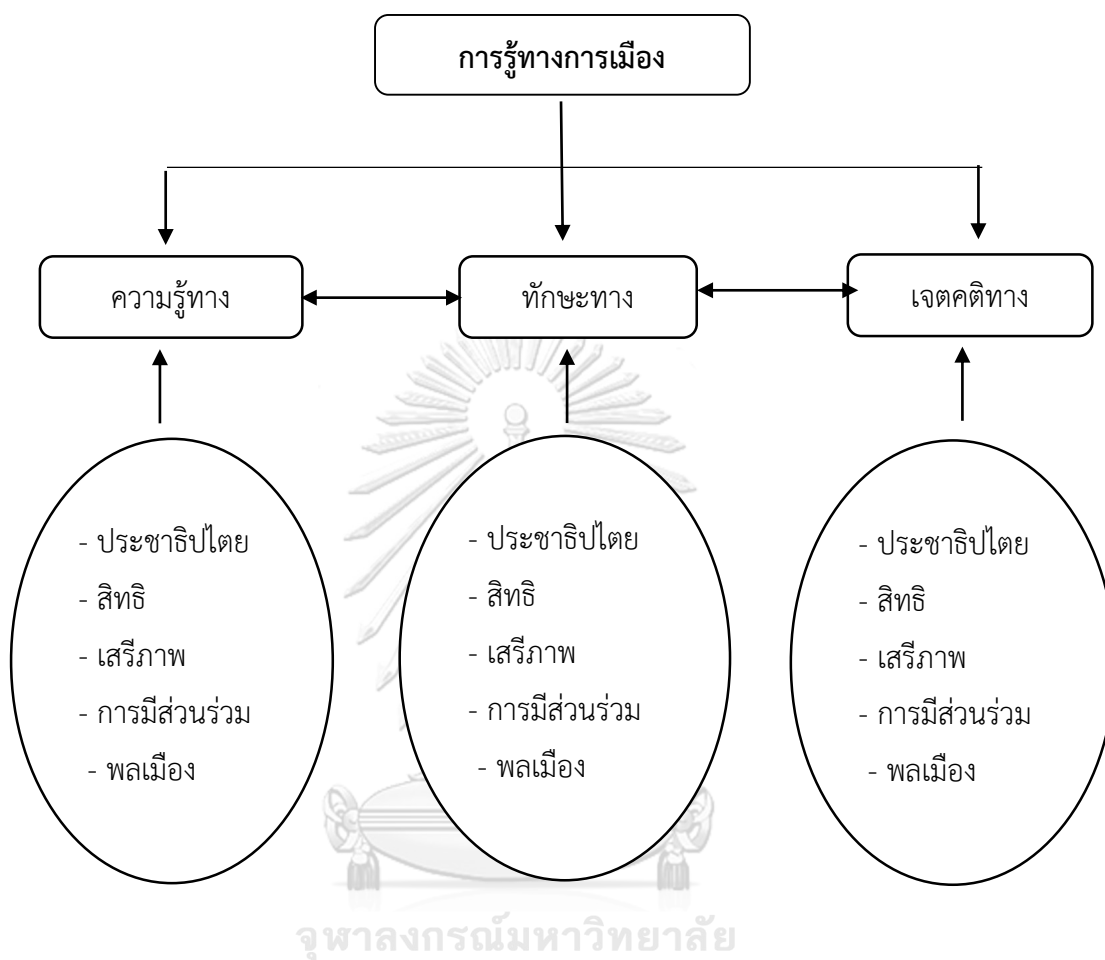 การรู้ทางการเมือง
ความรู้ทาง
ทักษะทาง
เจตคติทาง
- ประชาธิปไตย
- สิทธิ
- เสรีภาพ
- การมีส่วนร่วม
- พลเมือง
- ประชาธิปไตย
- สิทธิ
- เสรีภาพ
- การมีส่วนร่วม
- พลเมือง
- ประชาธิปไตย
- สิทธิ
- เสรีภาพ
- การมีส่วนร่วม
- พลเมือง
จุฬาลงกรณ์มหาวิทยาลัย